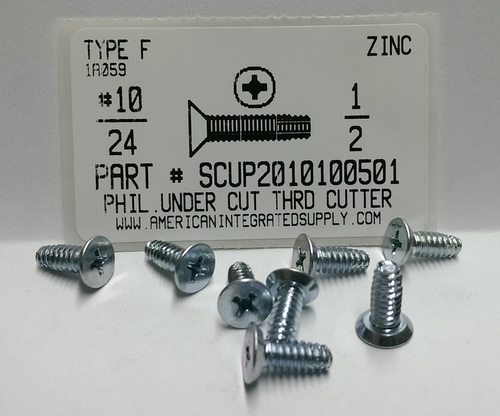 TYPE F ZINC
1A059
#10 1
24 2
PART # SCUP2010100501
PHIL.UNDER CUT THRD CUTTER
WWW.AMERICANINTEGRATEDSUPPLY.COM